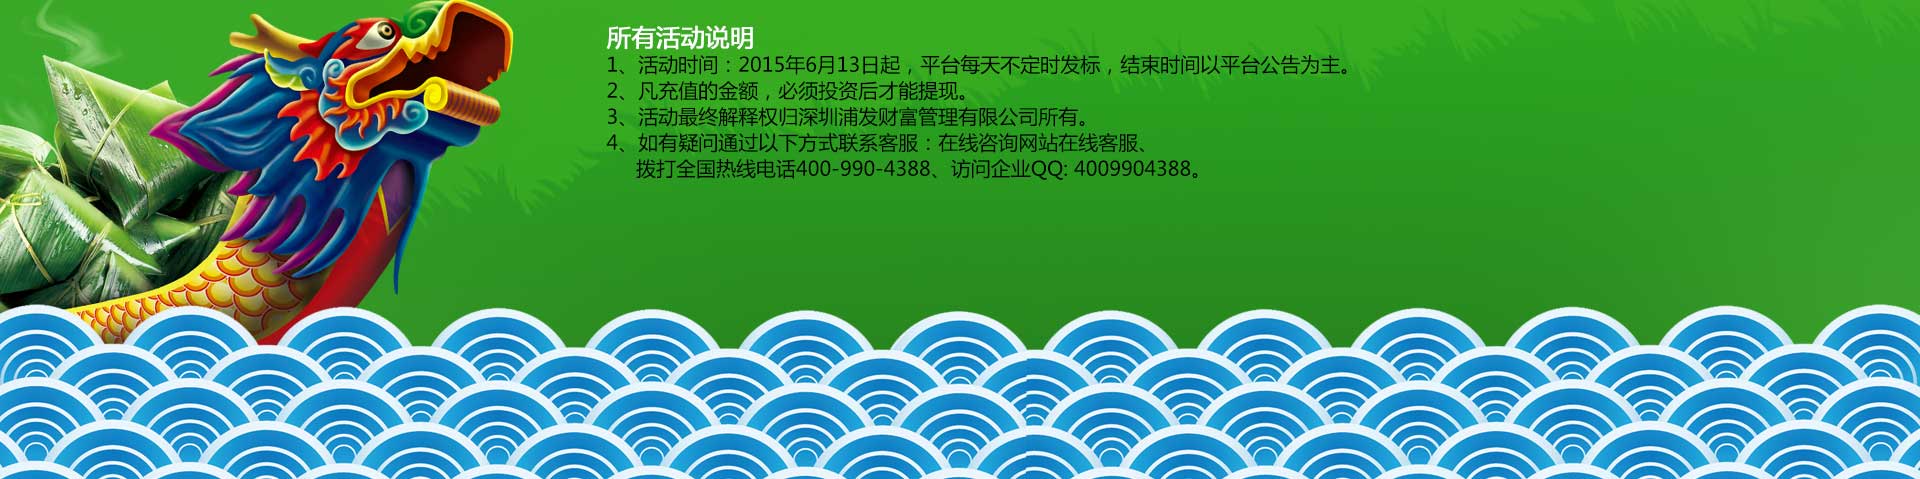 所有活动说明
1、活动时间：2015年6月13日起，平台每天不定时发标，结束时间以平台公告为主。
2、凡充值的金额，必须投资后才能提现。
3、活动最终解释权归深圳浦发财富管理有限公司所有。
4、如有疑问通过以下方式联系客服：在线咨询网站在线客服、
拨打全国热线电话400-990-4388、访问企业QQ: 4009904388。